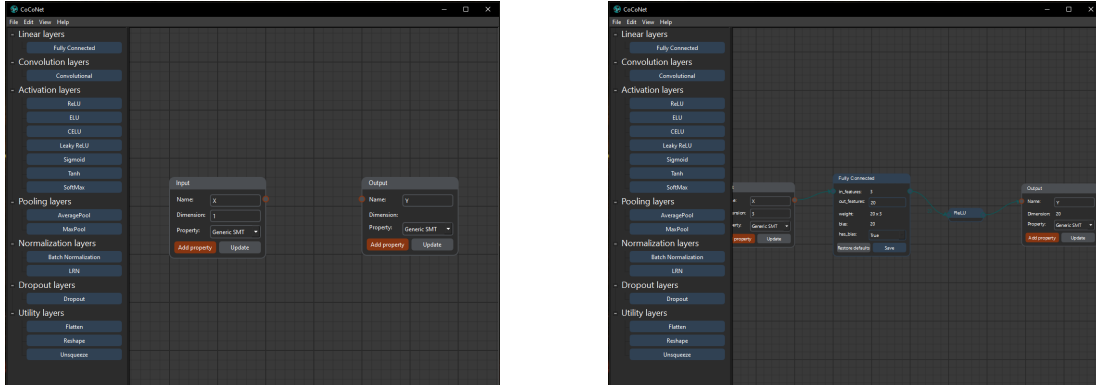 CoCoNet
File Edit View Help
- Linear layers
Fully Connected
- Convolution layers
Convolutional
- Activation layers
ReLU
ELU
CELU
Leaky ReLU
Sigmoid
Tanh
SoftMax
- Pooling layers
AveragePool
MaxPool
- Normalization layers
Batch Normalization
LRN
- Dropout layers
Dropout
- Utility layers
Flatten
Reshape
Unsqueeze
Input
Name: X
Dimension: 1
Property: Generic SMT
Add property Update
Output
Name: Y
Dimension:
Property: Generic SMT
Add property Update
CoCoNet
File Edit View Help
- Linear layers
Fully Connected
- Convolution layers
Convolutional
- Activation layers
ReLU
ELU
CELU
Leaky ReLU
Sigmoid
Tanh
SoftMax
- Pooling layers
AveragePool
MaxPool
- Normalization layers
Batch Normalization
LRN
- Dropout layers
Dropout
- Utility layers
Flatten
Reshape
Unsqueeze
X
3
Generic SMT
property Update
Fully Connected
in_features: 3
out_features: 20
weight: 20 x 3
bias: 20
has_bias: True
Restore defaults Save
ReLU
Output
Name: Y
Dimension: 20
Property: Generic SMT
Add property Update